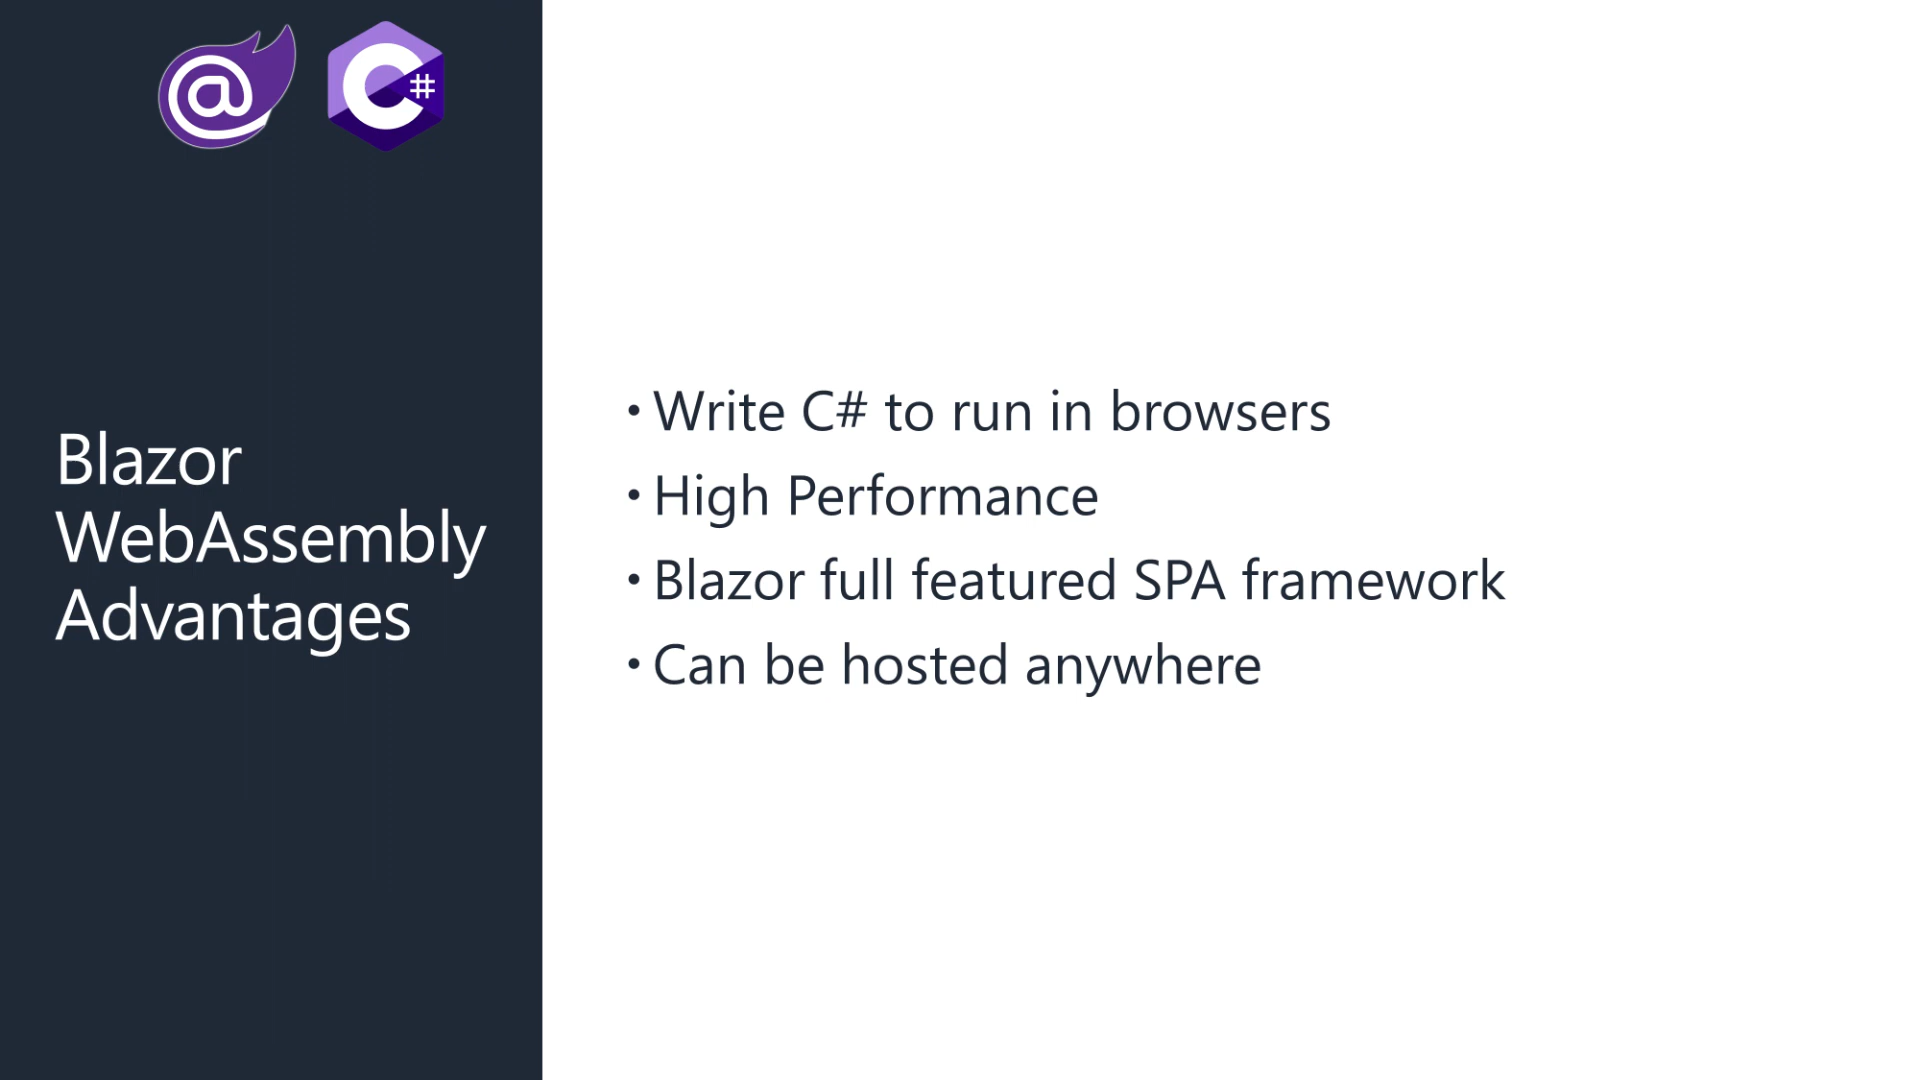 @ C#
Blazor
WebAssembly
Advantages
• Write C# to run in browsers
• High Performance
• Blazor full featured SPA framework
• Can be hosted anywhere